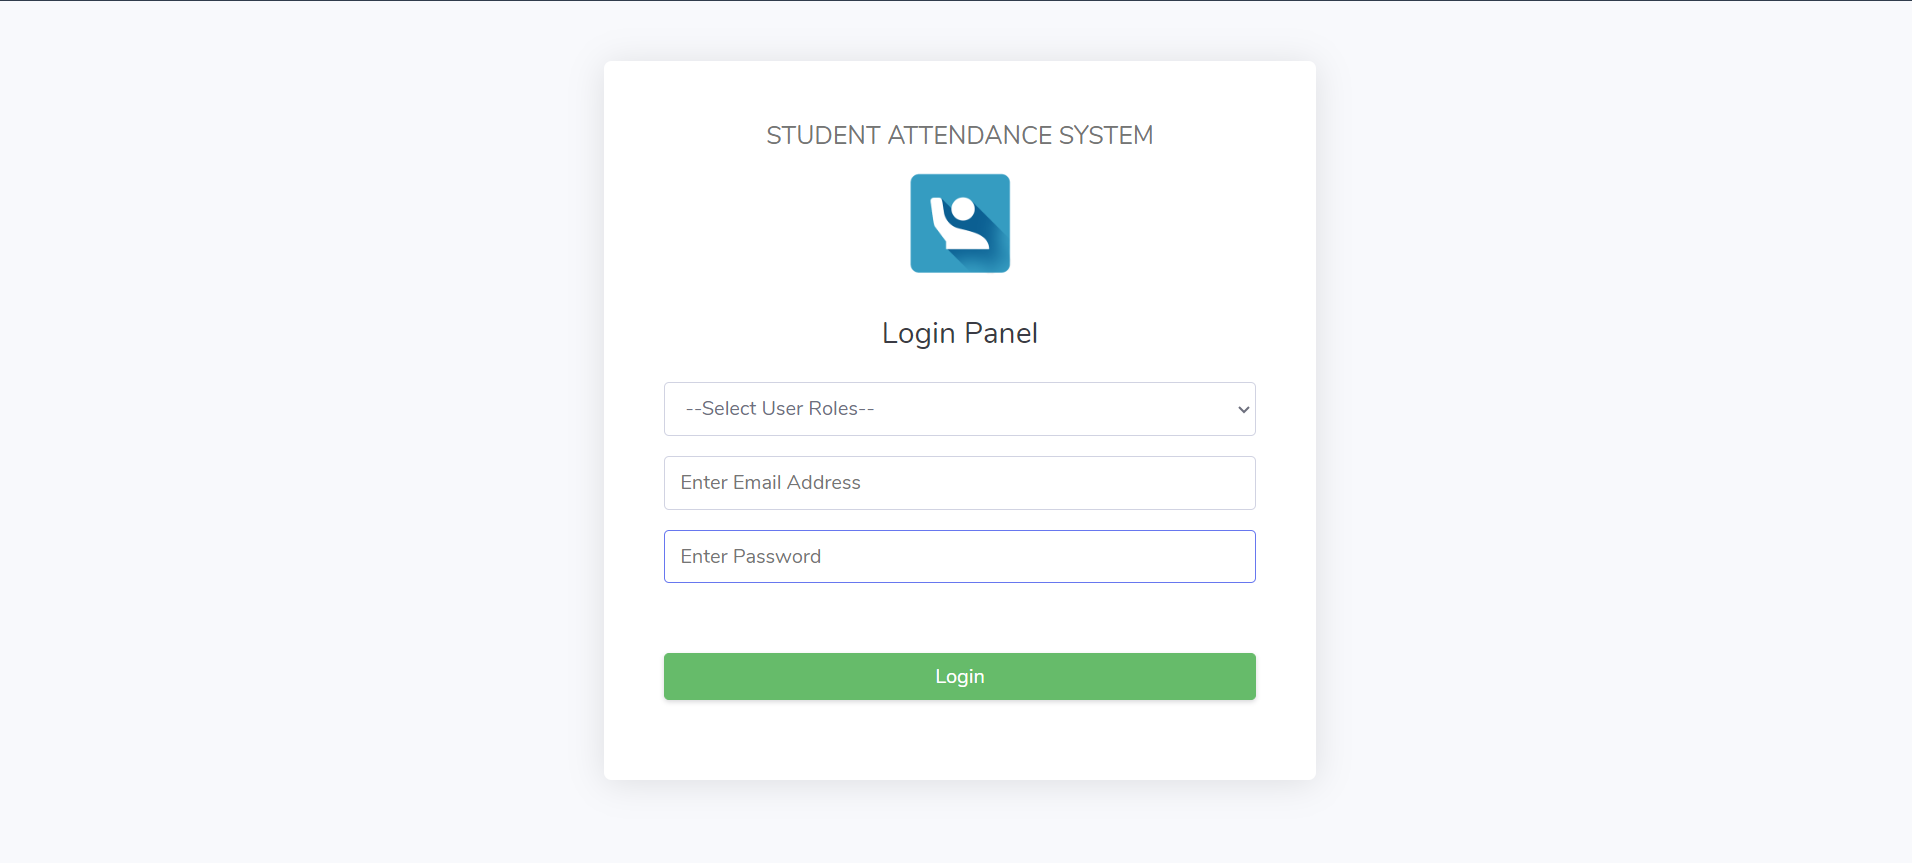 STUDENT ATTENDANCE SYSTEM
Login Panel
--Select User Roles--
Enter Email Address
Enter Password
Login